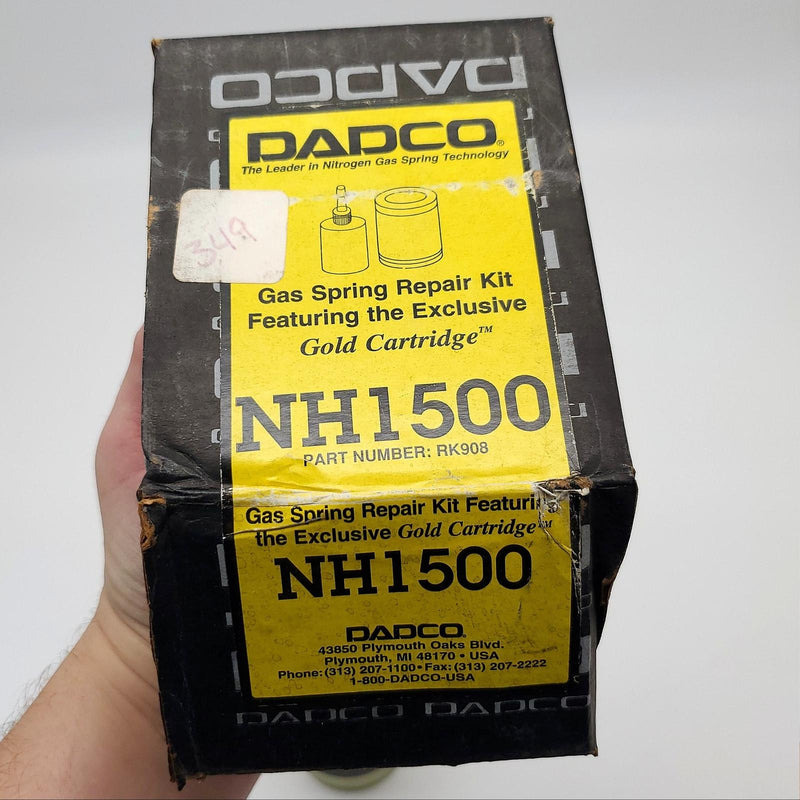 DADCO
DADCO®
The Leader in Nitrogen Gas Spring Technology
349
Gas Spring Repair Kit
Featuring the Exclusive
Gold Cartridge™
NH1500
PART NUMBER: RK908
Gas Spring Repair Kit Featuring
the Exclusive Gold Cartridge™
NH1500
DADCO®
43850 Plymouth Oaks Blvd.
Plymouth, MI 48170 • USA
Phone: (313) 207-1100 • Fax: (313) 207-2222
1-800-DADCO-USA
DADCO DADCO